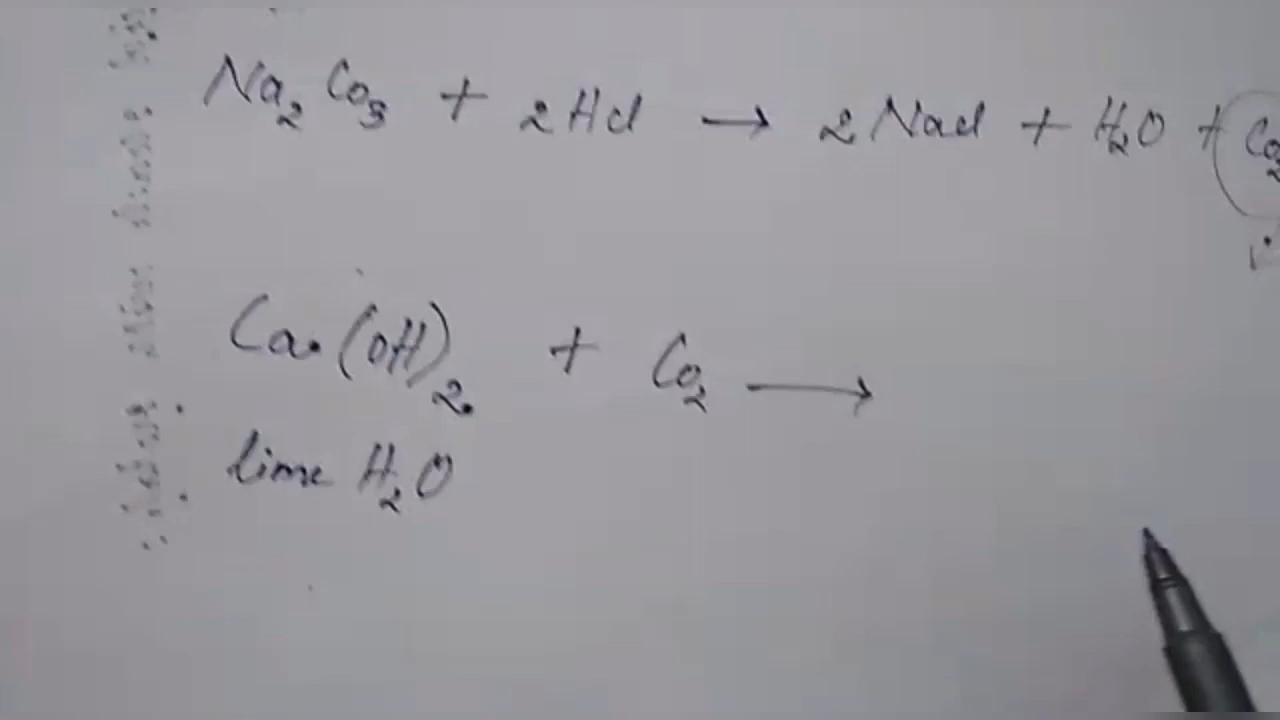 Na₂Co₃ + 2Hcl → 2Nacl + H₂O + Co₂
Ca(OH)₂ + Co₂ →
lime H₂O